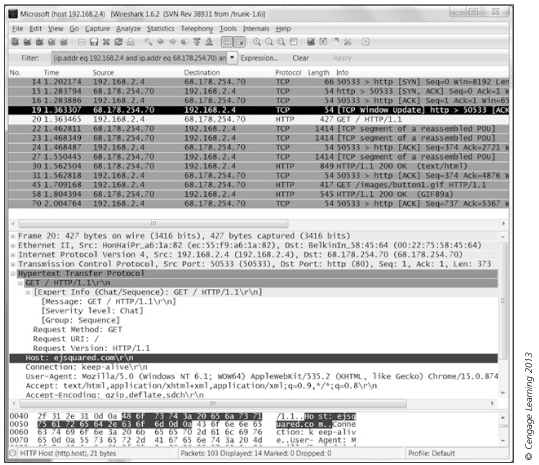 Microsoft (host 192.168.2.4) [Wireshark 1.6.2 (SVN Rev 38931 from /trunk-1.6)]
File Edit View Go Capture Analyze Statistics Telephony Tools Internals Help
Filter: (ip.addr eq 192.168.2.4 and ip.addr eq 68.178.254.70) an Expression... Clear Apply
No. Time Source Destination Protocol Length Info
14 1.202174 192.168.2.4 68.178.254.70 TCP 66 50533 > http [SYN] Seq=0 Win=8192 Len
15 1.283794 68.178.254.70 192.168.2.4 TCP 54 http > 50533 [SYN, ACK] Seq=0 Ack=1 W
16 1.283886 192.168.2.4 68.178.254.70 TCP 54 50533 > http [ACK] Seq=1 Ack=1 Win=65
19 1.363307 68.178.254.70 192.168.2.4 TCP 54 [TCP Window Update] http > 50533 [ACK
20 1.363465 192.168.2.4 68.178.254.70 HTTP 427 GET / HTTP/1.1
22 1.462811 68.178.254.70 192.168.2.4 TCP 1414 [TCP segment of a reassembled PDU]
23 1.468349 68.178.254.70 192.168.2.4 TCP 1414 [TCP segment of a reassembled PDU]
24 1.468487 192.168.2.4 68.178.254.70 TCP 54 50533 > http [ACK] Seq=374 Ack=2721 W
27 1.550445 68.178.254.70 192.168.2.4 TCP 1414 [TCP segment of a reassembled PDU]
30 1.562504 68.178.254.70 192.168.2.4 HTTP 849 HTTP/1.1 200 OK (text/html)
31 1.562818 192.168.2.4 68.178.254.70 TCP 54 50533 > http [ACK] Seq=374 Ack=4876 W
45 1.709168 192.168.2.4 68.178.254.70 HTTP 417 GET /images/button1.gif HTTP/1.1
58 1.804394 68.178.254.70 192.168.2.4 HTTP 545 HTTP/1.1 200 OK (GIF89a)
70 2.004764 192.168.2.4 68.178.254.70 TCP 54 50533 > http [ACK] Seq=737 Ack=5367 W
Frame 20: 427 bytes on wire (3416 bits), 427 bytes captured (3416 bits)
Ethernet II, Src: HonHaiPr_a6:1a:82 (ec:55:f9:a6:1a:82), Dst: BelkinIn_58:45:64 (00:22:75:58:45:64)
Internet Protocol Version 4, Src: 192.168.2.4 (192.168.2.4), Dst: 68.178.254.70 (68.178.254.70)
Transmission Control Protocol, Src Port: 50533 (50533), Dst Port: http (80), Seq: 1, Ack: 1, Len: 373
Hypertext Transfer Protocol
GET / HTTP/1.1\r\n
[Expert Info (Chat/Sequence): GET / HTTP/1.1\r\n]
[Message: GET / HTTP/1.1\r\n]
[Severity level: Chat]
[Group: Sequence]
Request Method: GET
Request URI: /
Request Version: HTTP/1.1
Host: ejsquared.com\r\n
Connection: keep-alive\r\n
User-Agent: Mozilla/5.0 (Windows NT 6.1; WOW64) AppleWebKit/535.2 (KHTML, like Gecko) Chrome/15.0.874
Accept: text/html,application/xhtml+xml,application/xml;q=0.9,*/*;q=0.8\r\n
Accept-Encoding: gzip,deflate,sdch\r\n
0040 2f 31 2e 31 0d 0a 48 6f 73 74 3a 20 65 6a 73 71 /1.1..Ho st: ejsq
0050 75 61 72 65 64 2e 63 6f 6d 0d 0a 43 6f 6e 6e 65 uared.co m..Conne
0060 63 74 69 6f 6e 3a 20 6b 65 65 70 2d 61 6c 69 76 ction: k eep-aliv
0070 65 0d 0a 55 73 65 72 2d 41 67 65 6e 74 3a 20 4d e..User- Agent: M
HTTP Host (http.host), 21 bytes Packets: 103 Displayed: 14 Marked: 0 Dropped: 0 Profile: Default
© Cengage Learning 2013